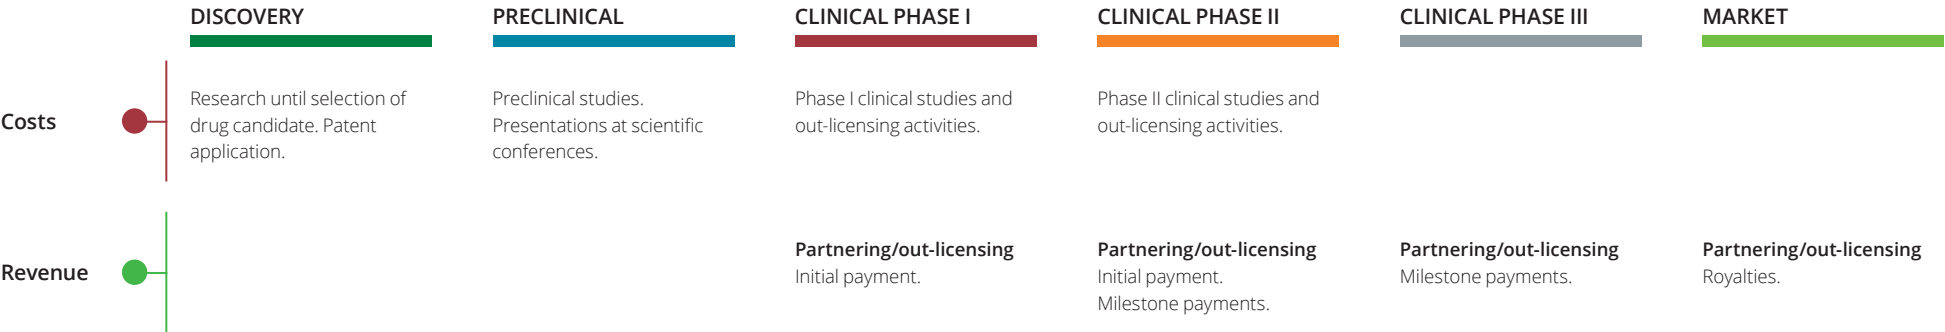 DISCOVERY
PRECLINICAL
CLINICAL PHASE I
CLINICAL PHASE II
CLINICAL PHASE III
MARKET
Costs
Research until selection of
drug candidate. Patent
application.
Preclinical studies.
Presentations at scientific
conferences.
Phase I clinical studies and
out-licensing activities.
Phase II clinical studies and
out-licensing activities.
Revenue
Partnering/out-licensing
Initial payment.
Partnering/out-licensing
Initial payment.
Milestone payments.
Partnering/out-licensing
Milestone payments.
Partnering/out-licensing
Royalties.